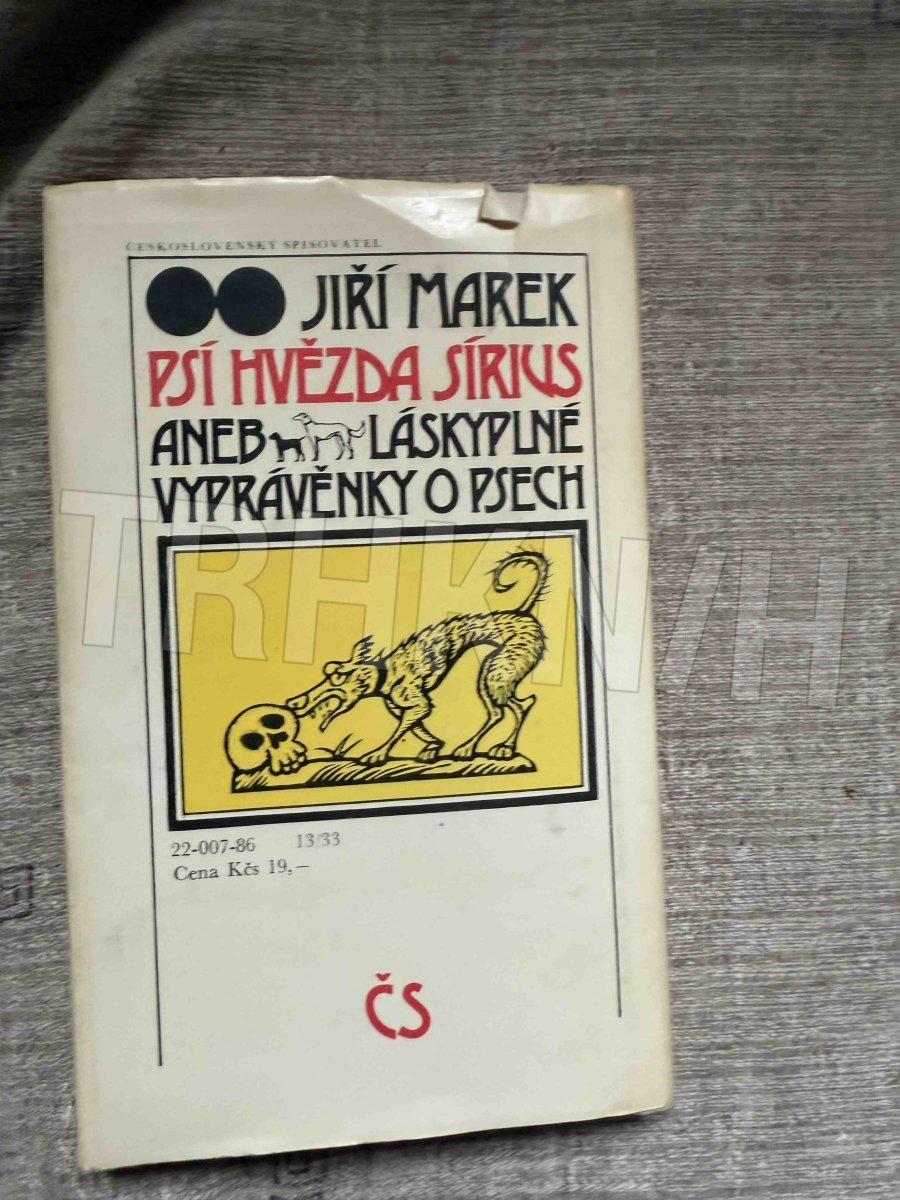 ČESKOSLOVENSKÝ SPISOVATEL
JIŘÍ MAREK
PSÍ HVĚZDA SÍRIUS
ANEB LÁSKYPLNÉ
VYPRÁVĚNKY O PSECH
TRHKNIH
22-007-86 13/33
Cena Kčs 19,—
ČS